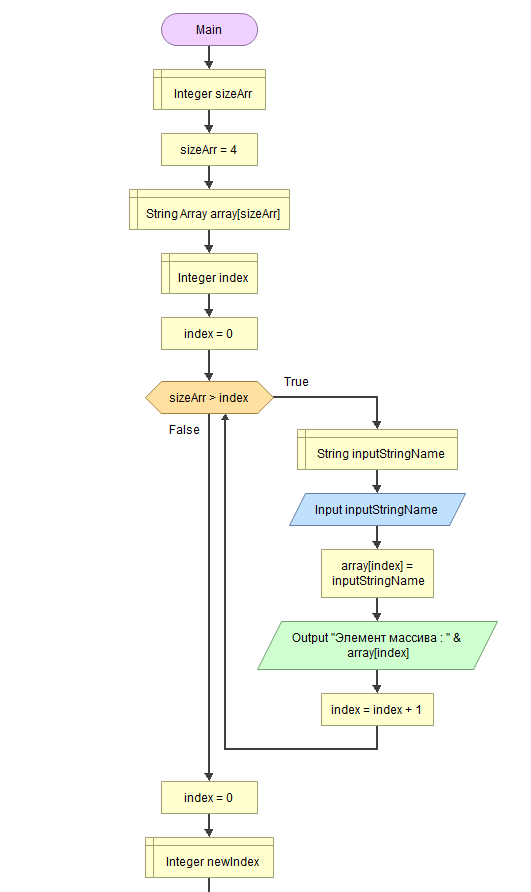 Main
Integer sizeArr
sizeArr = 4
String Array array[sizeArr]
Integer index
index = 0
sizeArr > index
True
False
String inputStringName
Input inputStringName
array[index] =
inputStringName
Output "Элемент массива : " &
array[index]
index = index + 1
index = 0
Integer newIndex